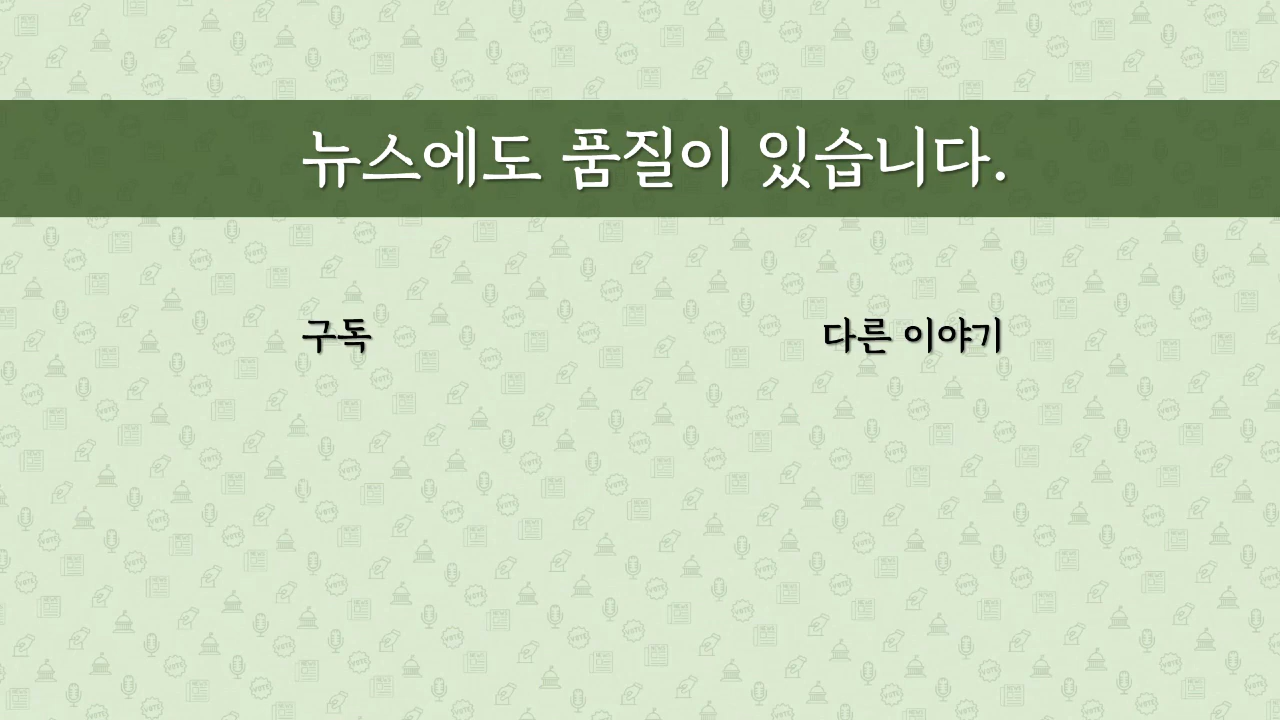 뉴스에도 품질이 있습니다.
구독
다른 이야기